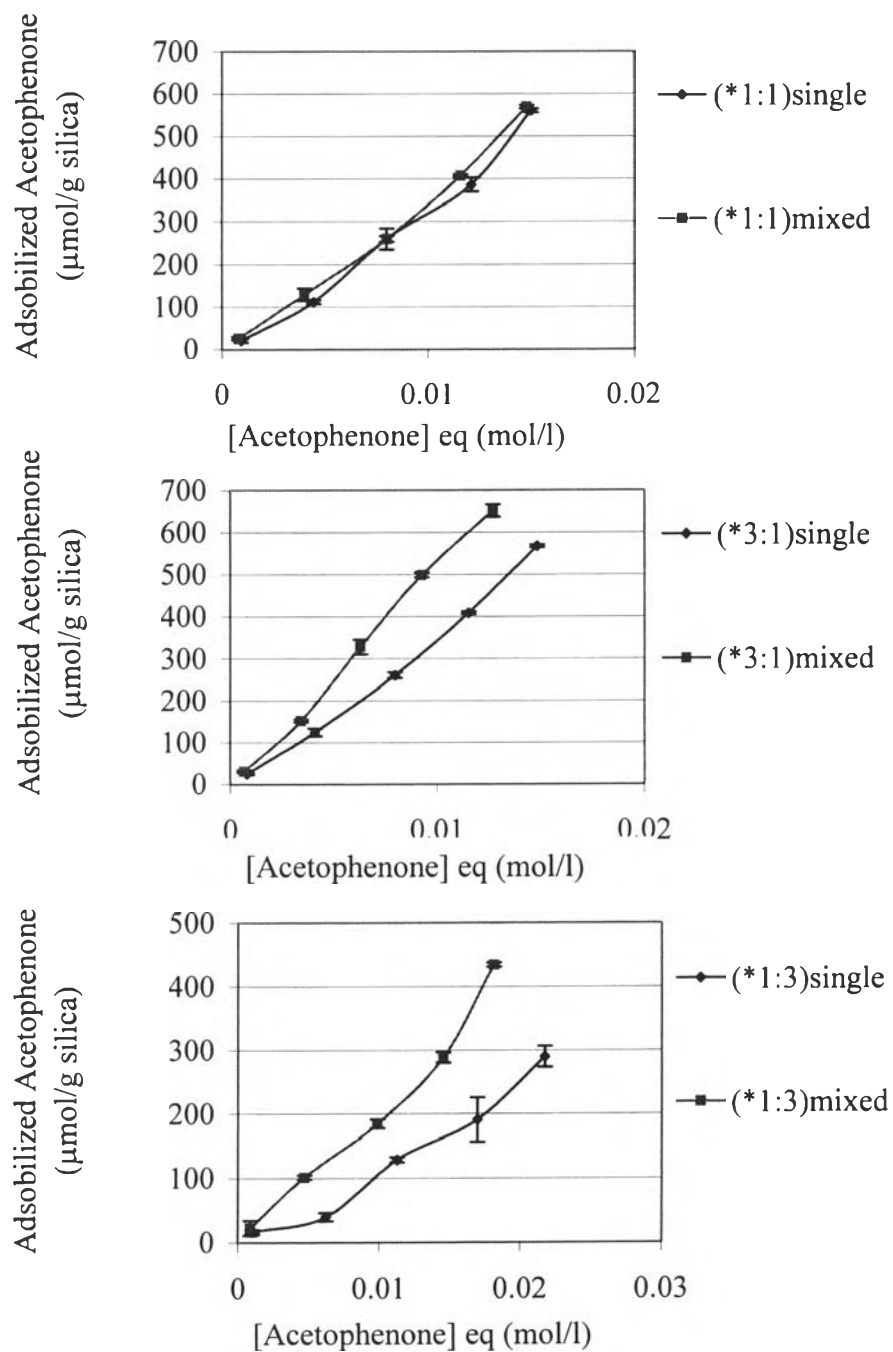 Adsobilized Acetophenone
(μmol/g silica)
700
600
500
400
300
200
100
0
0 0.01 0.02
[Acetophenone] eq (mol/l)
(*1:1)single
(*1:1)mixed
Adsobilized Acetophenone
(μmol/g silica)
700
600
500
400
300
200
100
0
0 0.01 0.02
[Acetophenone] eq (mol/l)
(*3:1)single
(*3:1)mixed
Adsobilized Acetophenone
(μmol/g silica)
500
400
300
200
100
0
0 0.01 0.02 0.03
[Acetophenone] eq (mol/l)
(*1:3)single
(*1:3)mixed